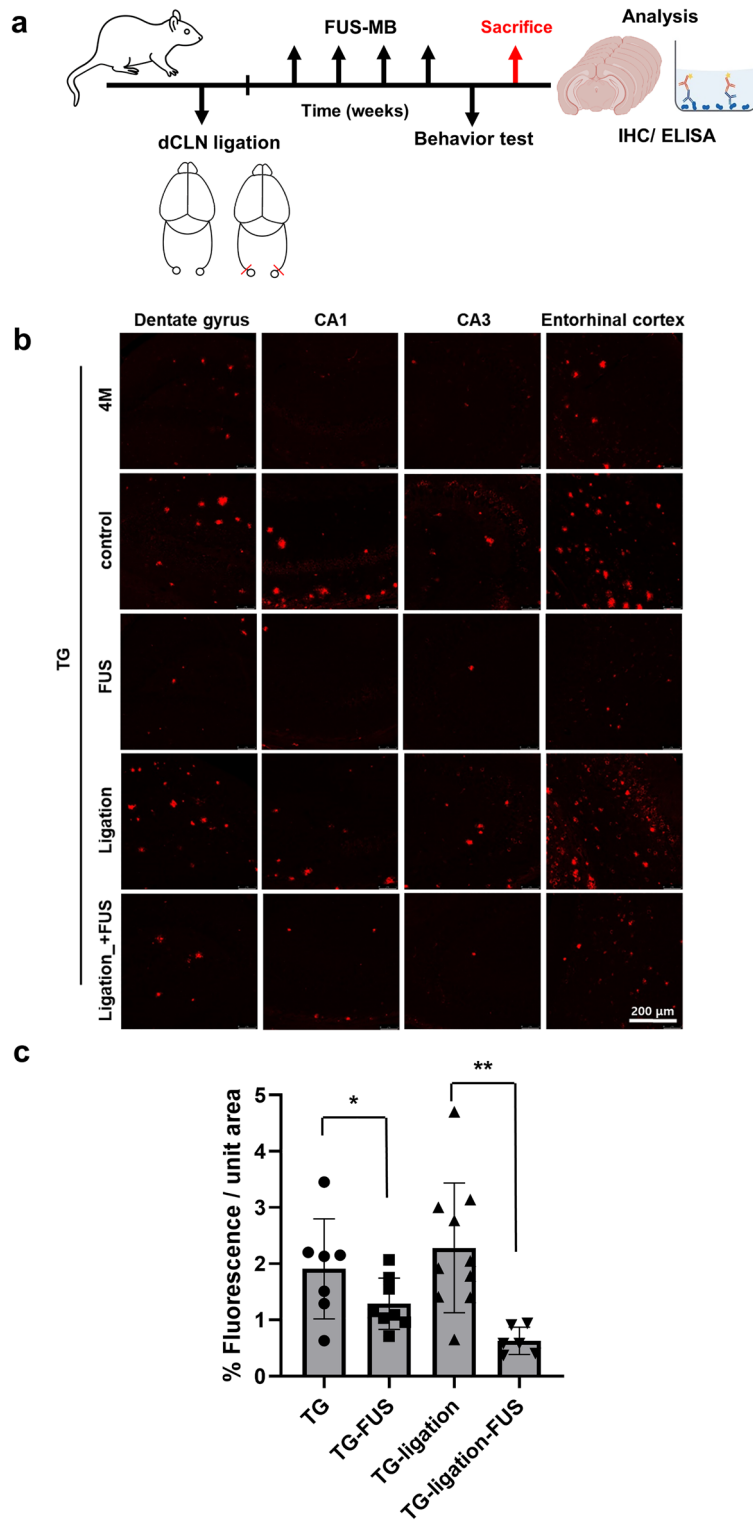 a
FUS-MB
Sacrifice
Analysis
Time (weeks)
dCLN ligation
Behavior test
IHC/ ELISA
b
Dentate gyrus
CA1
CA3
Entorhinal cortex
TG
4M
control
FUS
Ligation
Ligation_+FUS
200 µm
c
% Fluorescence / unit area
5
4
3
2
1
0
*
**
TG
TG-FUS
TG-ligation
TG-ligation-FUS